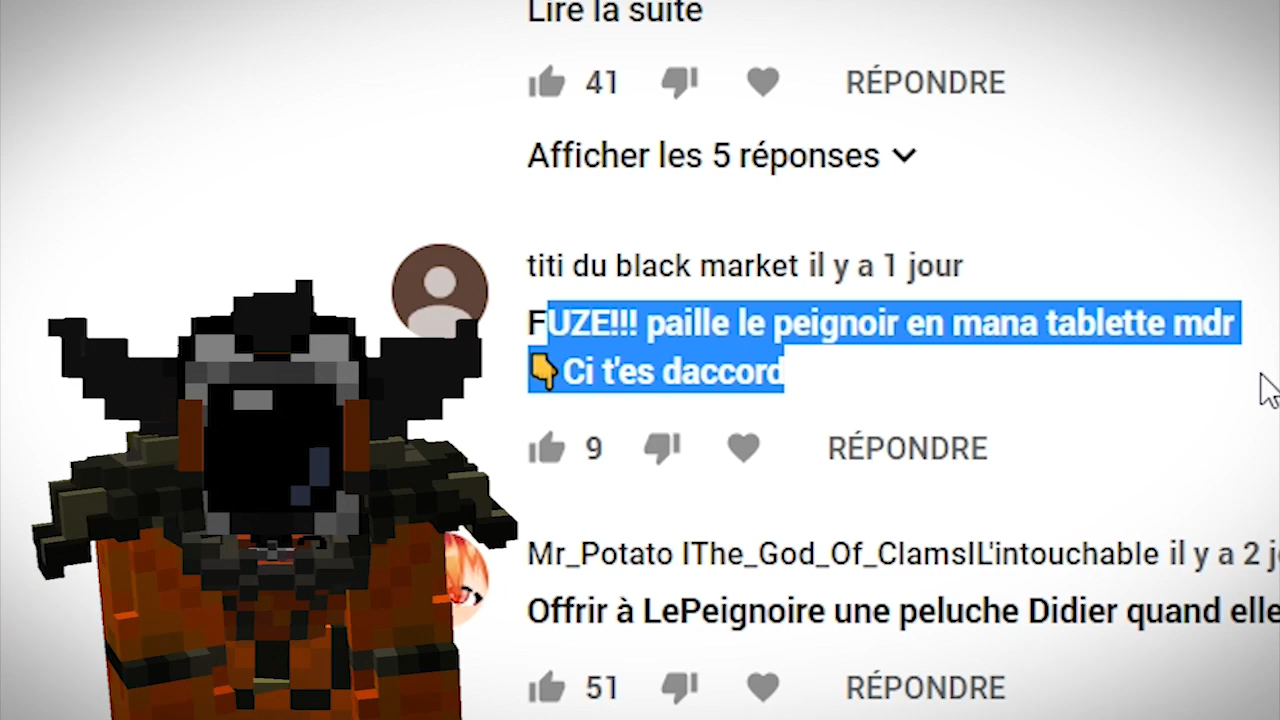 Lire la suite
41 RÉPONDRE
Afficher les 5 réponses
titi du black market il y a 1 jour
FUZE!!! paille le peignoir en mana tablette mdr
👇Ci t'es daccord
9 RÉPONDRE
Mr_Potato lThe_God_Of_ClamslL'intouchable il y a 2 j
Offrir à LePeignoire une peluche Didier quand elle
51 RÉPONDRE